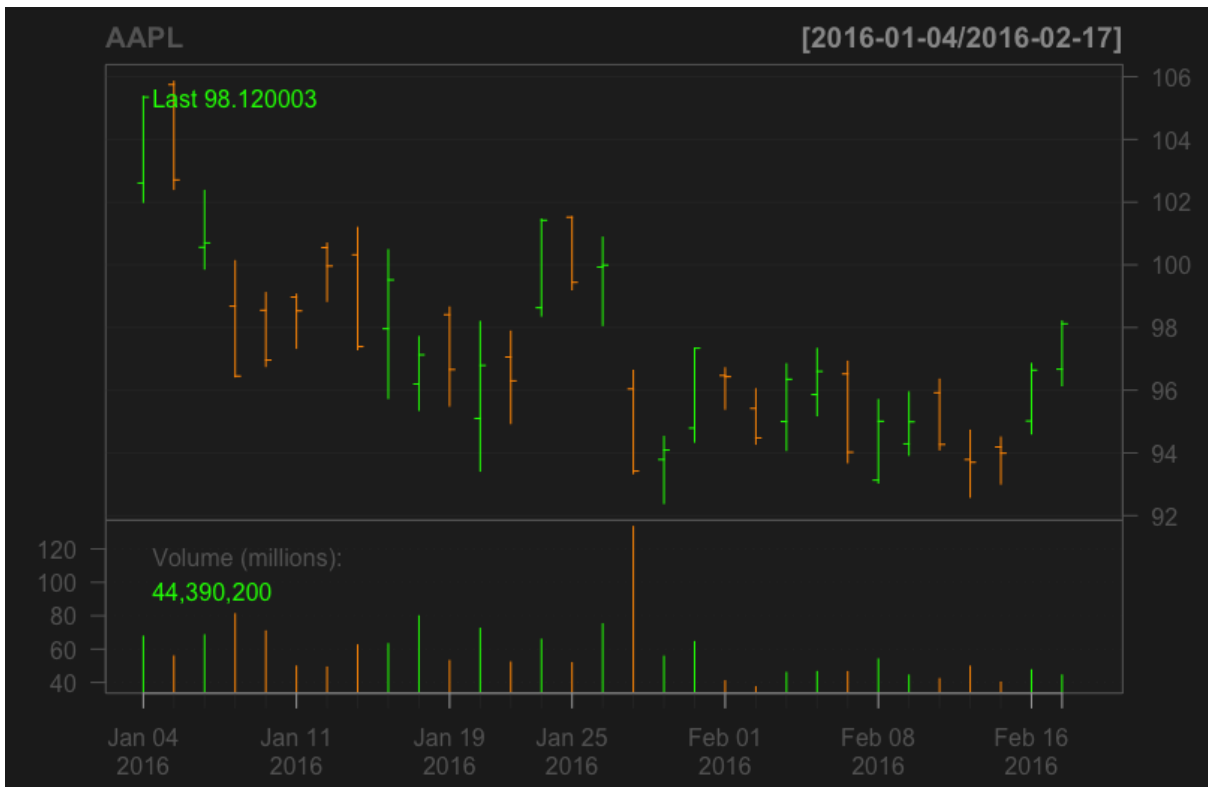 AAPL
[2016-01-04/2016-02-17]
Last 98.120003
106
104
102
100
98
96
94
92
Volume (millions):
44,390,200
120
100
80
60
40
Jan 04
2016
Jan 11
2016
Jan 19
2016
Jan 25
2016
Feb 01
2016
Feb 08
2016
Feb 16
2016